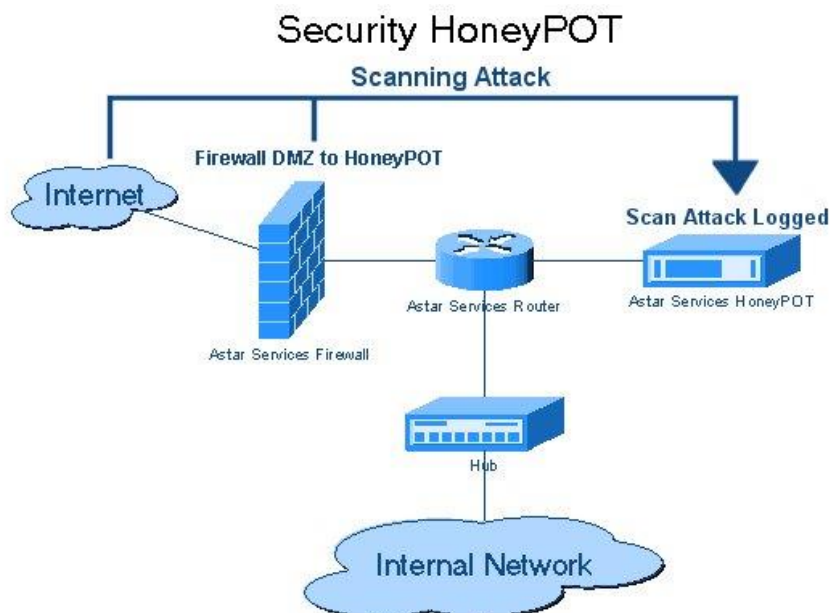 Security HoneyPOT
Scanning Attack
Firewall DMZ to HoneyPOT
Internet
Scan Attack Logged
Astar Services Router
Astar Services HoneyPOT
Astar Services Firewall
Hub
Internal Network